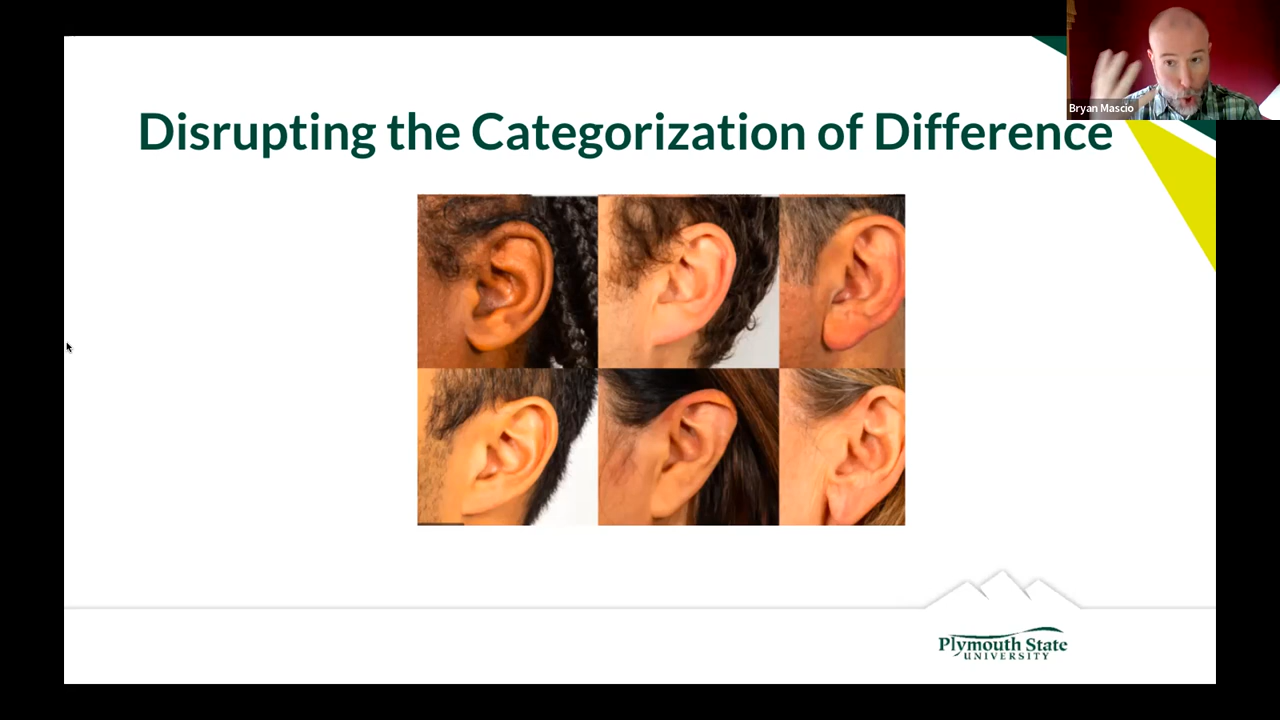 Bryan Mascio
Disrupting the Categorization of Difference
Plymouth State
UNIVERSITY